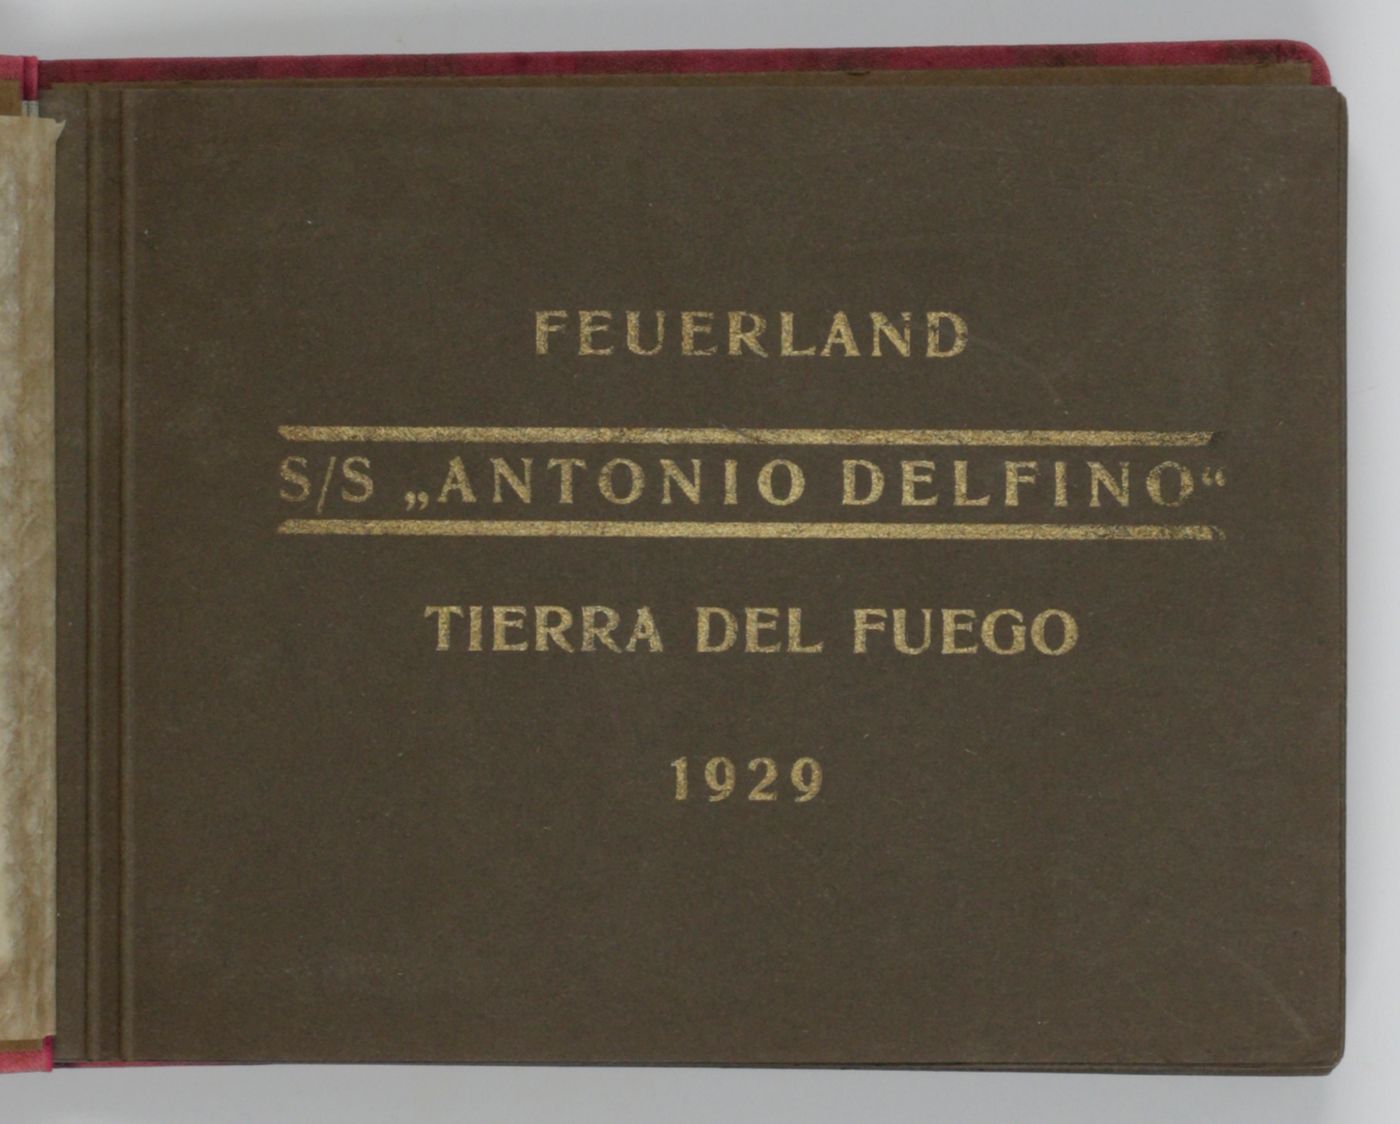 FEUERLAND
S/S „ANTONIO DELFINO“
TIERRA DEL FUEGO
1929